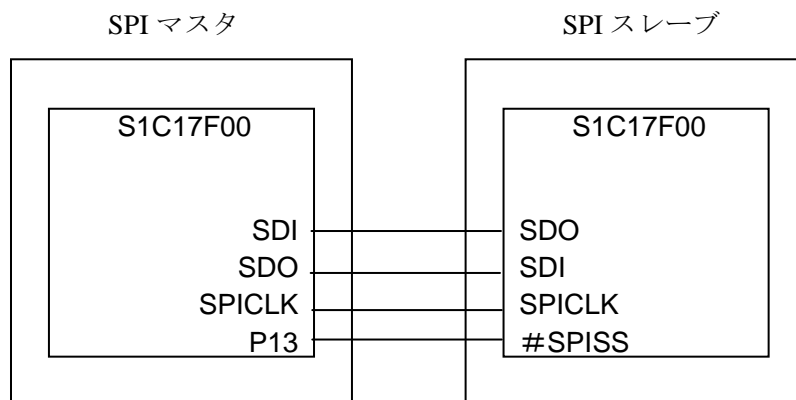 SPI マスタ
SPI スレーブ
S1C17F00
S1C17F00
SDI
SDO
SDO
SDI
SPICLK
SPICLK
P13
#SPISS